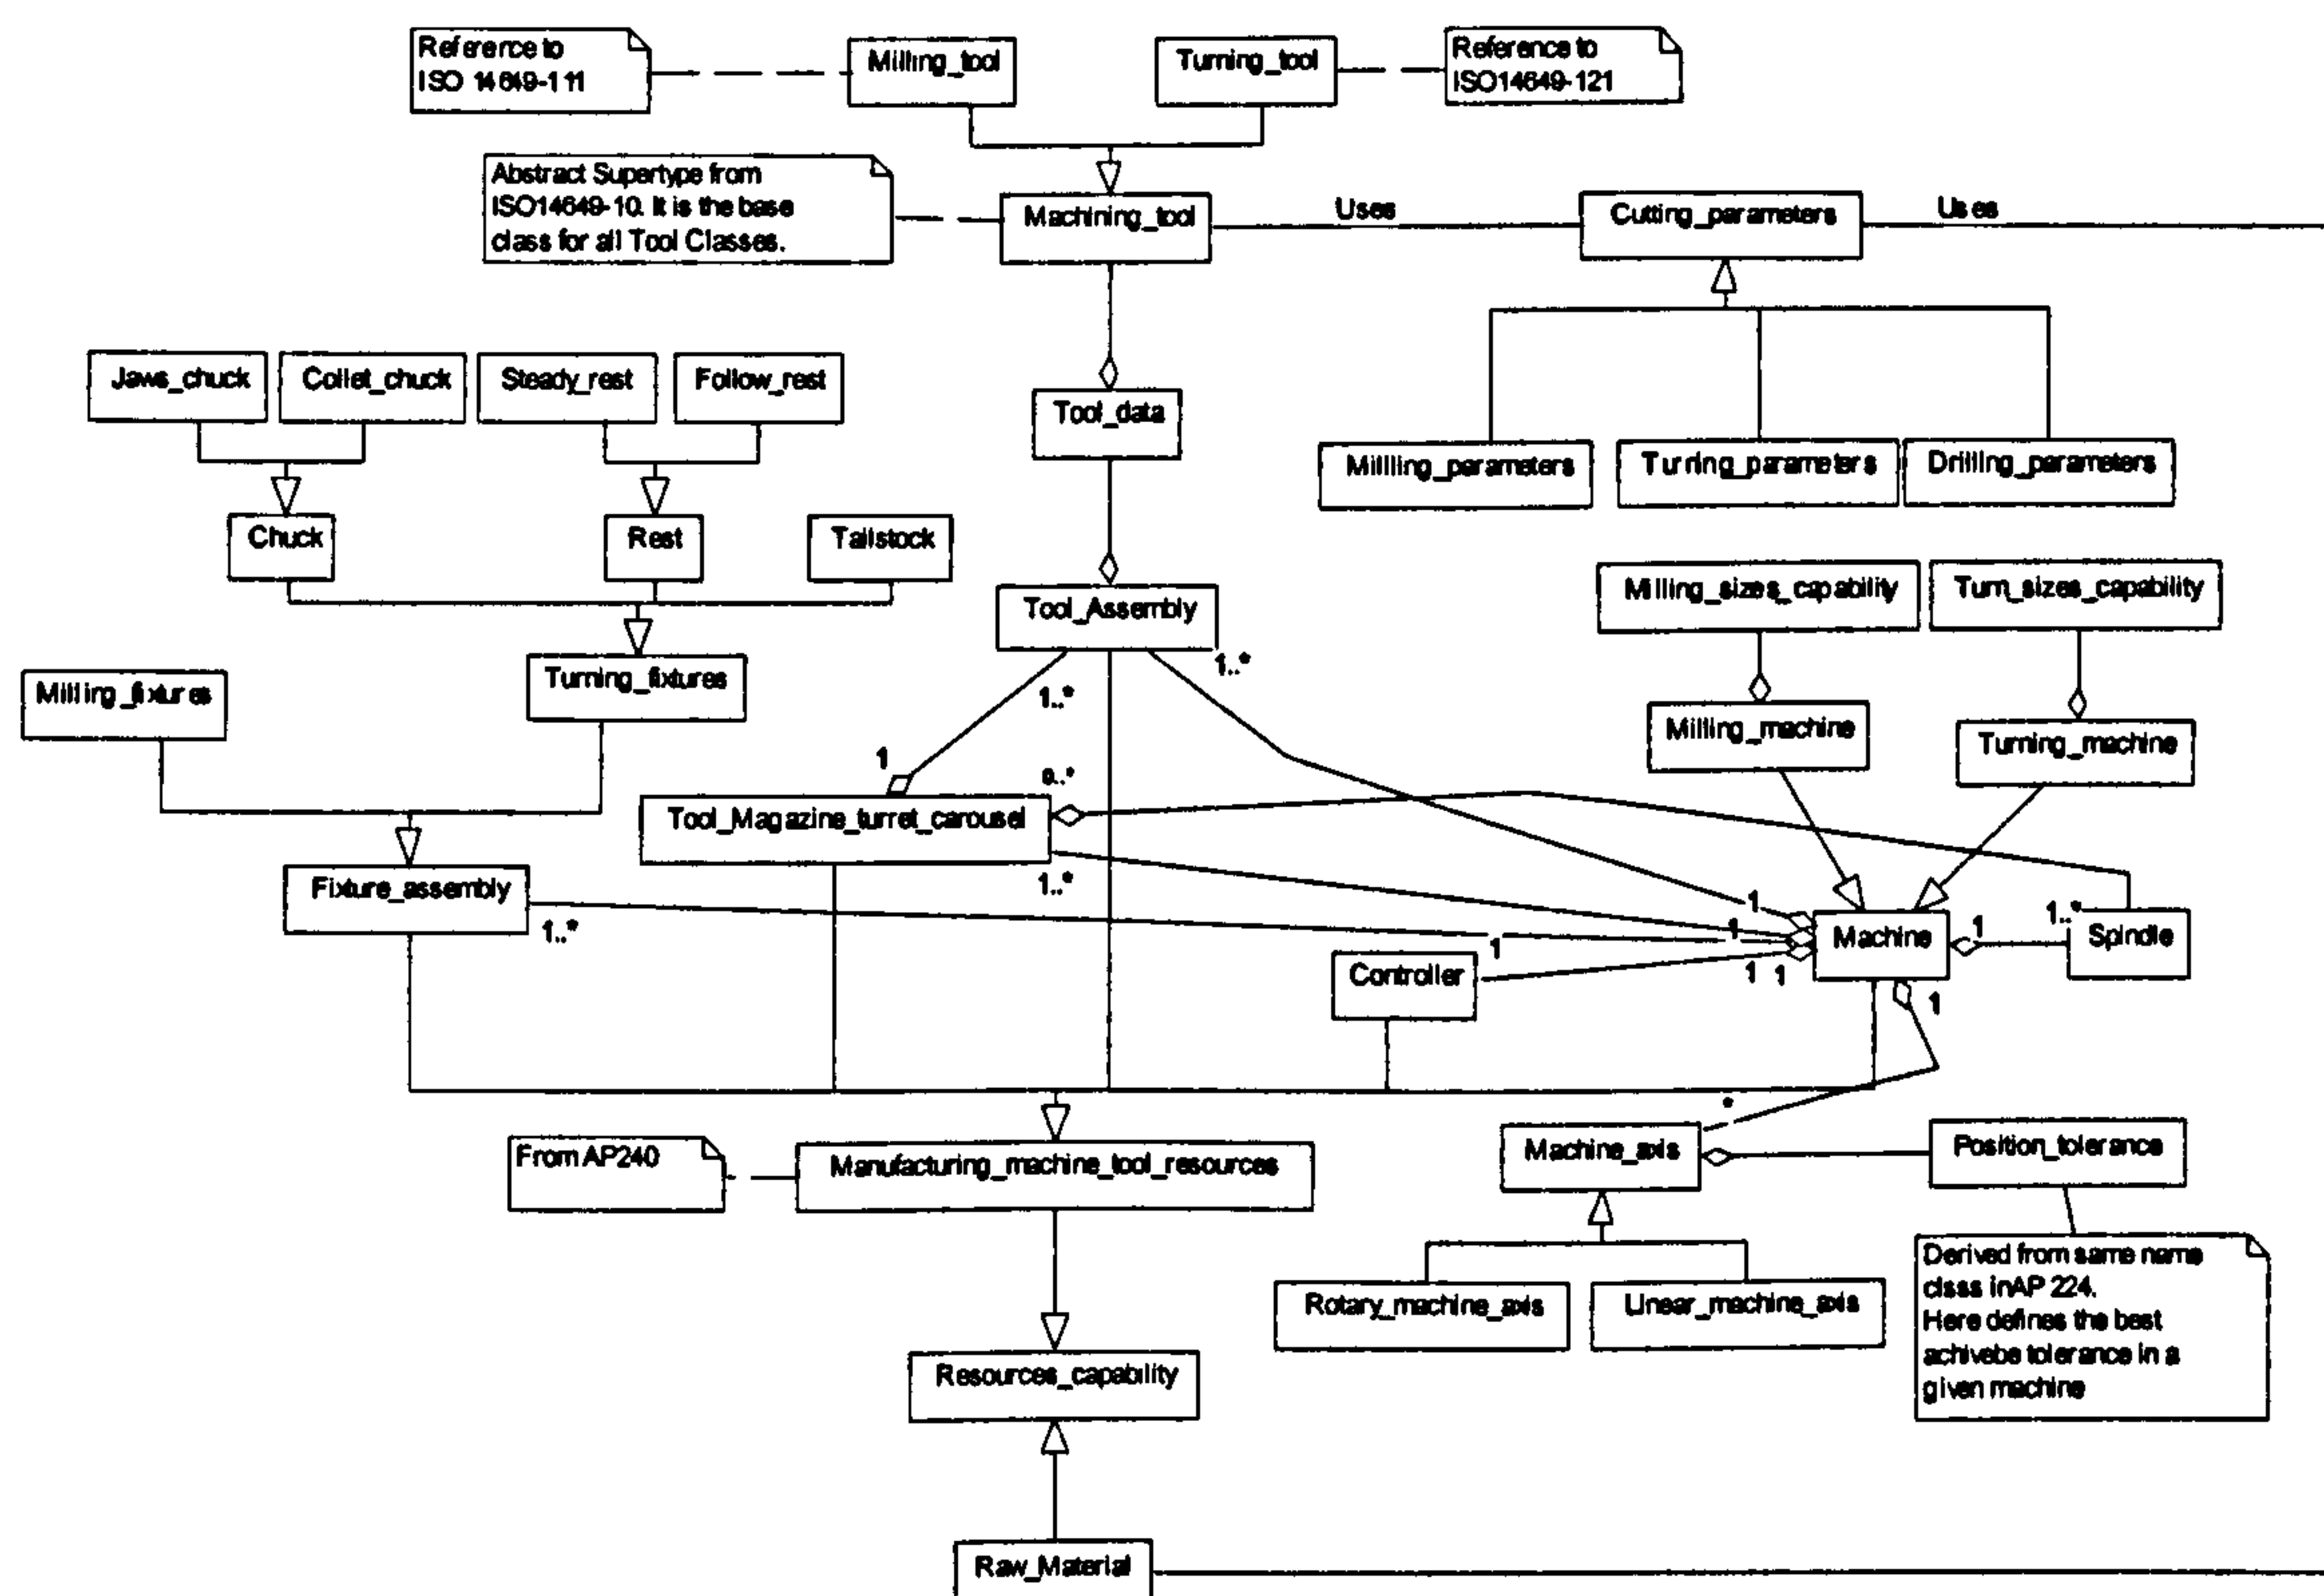 Reference to
ISO 14649-111
Milling_tool
Turning_tool
Reference to
ISO14649-121
Abstract Supertype from
ISO14649-10. It is the base
class for all Tool Classes.
Machining_tool
Uses
Cutting_parameters
Uses
Jaws_chuck
Collet_chuck
Steady_rest
Follow_rest
Tool_data
Millling_parameters
Turning_parameters
Drilling_parameters
Chuck
Rest
Tailstock
Tool_Assembly
Milling_sizes_capability
Turn_sizes_capability
1..*
1..*
Milling_fixtures
Turning_fixtures
Milling_machine
Turning_machine
1
0..*
Tool_Magazine_turret_carousel
1..*
Fixture_assembly
1..*
1
1
1
1
1
Controller
Machine
1
1..*
Spindle
1
*
From AP240
Manufacturing_machine_tool_resources
Machine_axis
Position_tolerance
Rotary_machine_axis
Linear_machine_axis
Derived from same name
class inAP 224.
Here defines the best
achivebe tolerance in a
given machine
Resources_capability
Raw_Material